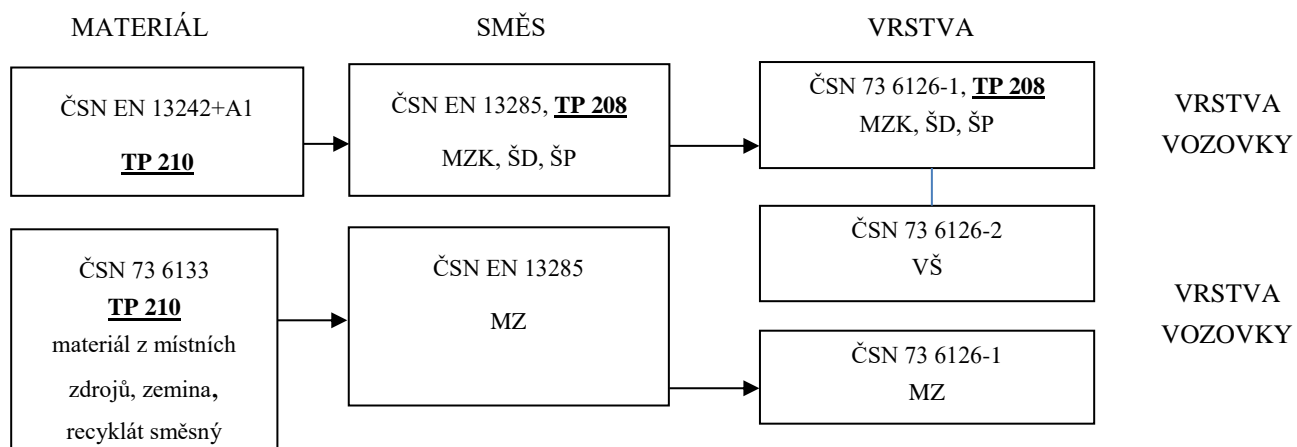 MATERIÁL
SMĚS
VRSTVA
ČSN EN 13242+A1
TP 210
ČSN EN 13285, TP 208
MZK, ŠD, ŠP
ČSN 73 6126-1, TP 208
MZK, ŠD, ŠP
VRSTVA
VOZOVKY
ČSN 73 6133
TP 210
materiál z místních
zdrojů, zemina,
recyklát směsný
ČSN EN 13285
MZ
ČSN 73 6126-2
VŠ
ČSN 73 6126-1
MZ
VRSTVA
VOZOVKY